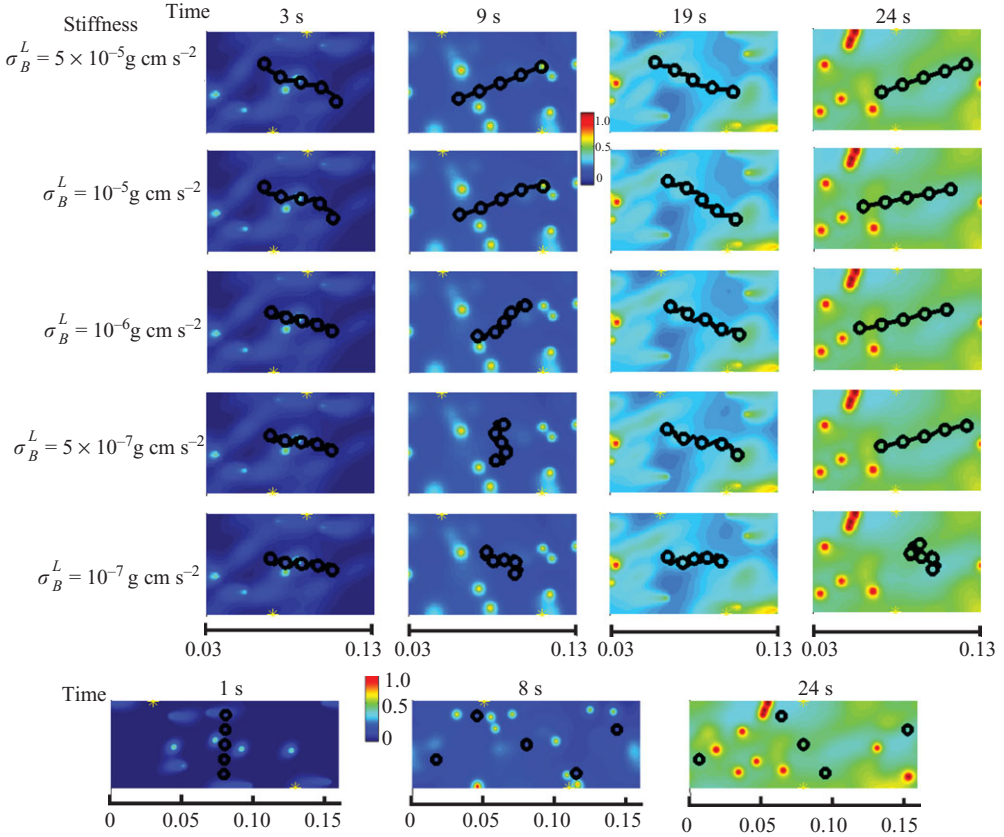 Time
3 s 9 s 19 s 24 s
Stiffness
σ_B^L = 5 × 10⁻⁵g cm s⁻²
1.0
0.5
0
σ_B^L = 10⁻⁵g cm s⁻²
σ_B^L = 10⁻⁶g cm s⁻²
σ_B^L = 5 × 10⁻⁷g cm s⁻²
σ_B^L = 10⁻⁷ g cm s⁻²
0.03 0.13 0.03 0.13 0.03 0.13 0.03 0.13
Time 1 s 8 s 24 s
1.0
0.5
0
0 0.05 0.10 0.15 0 0.05 0.10 0.15 0 0.05 0.10 0.15